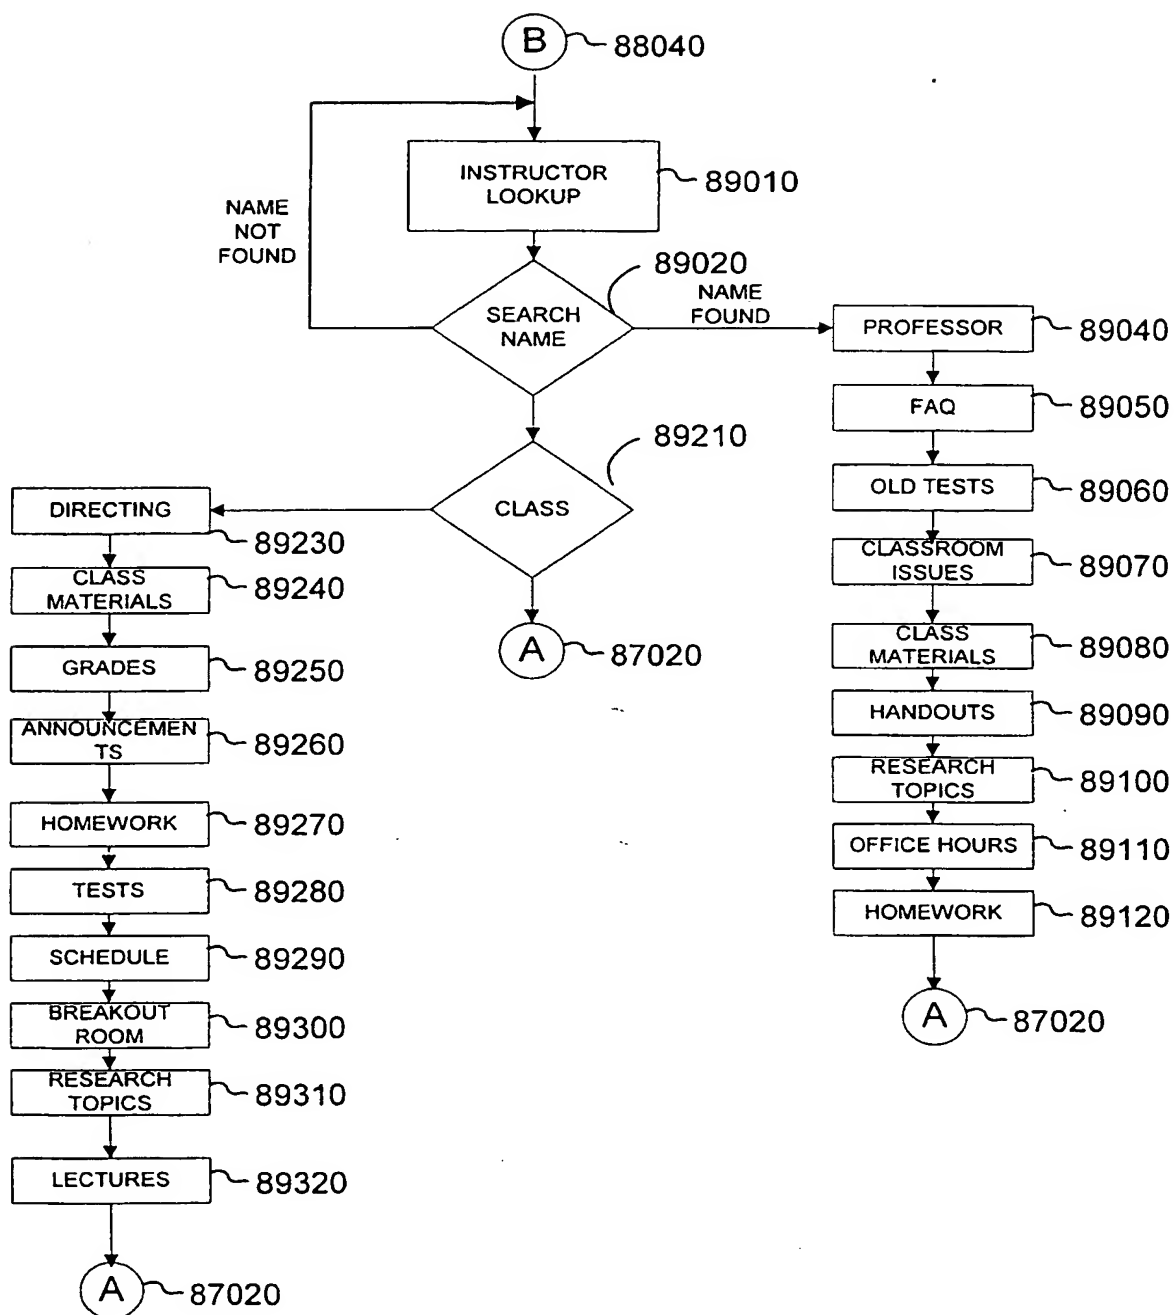 B
88040
INSTRUCTOR
LOOKUP
89010
NAME
NOT
FOUND
SEARCH
NAME
89020
NAME
FOUND
PROFESSOR
89040
FAQ
89050
OLD TESTS
89060
CLASSROOM
ISSUES
89070
CLASS
MATERIALS
89080
HANDOUTS
89090
RESEARCH
TOPICS
89100
OFFICE HOURS
89110
HOMEWORK
89120
A
87020
CLASS
89210
A
87020
DIRECTING
89230
CLASS
MATERIALS
89240
GRADES
89250
ANNOUNCEMEN
TS
89260
HOMEWORK
89270
TESTS
89280
SCHEDULE
89290
BREAKOUT
ROOM
89300
RESEARCH
TOPICS
89310
LECTURES
89320
A
87020